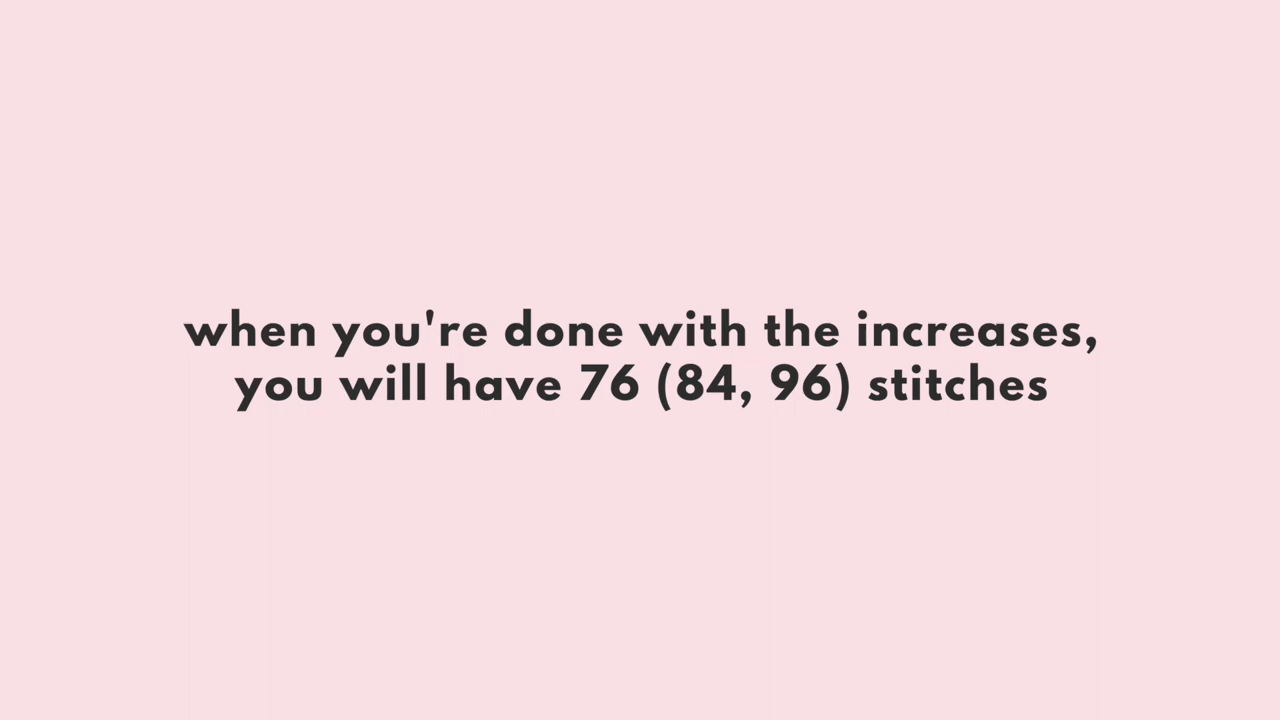 when you're done with the increases,
you will have 76 (84, 96) stitches